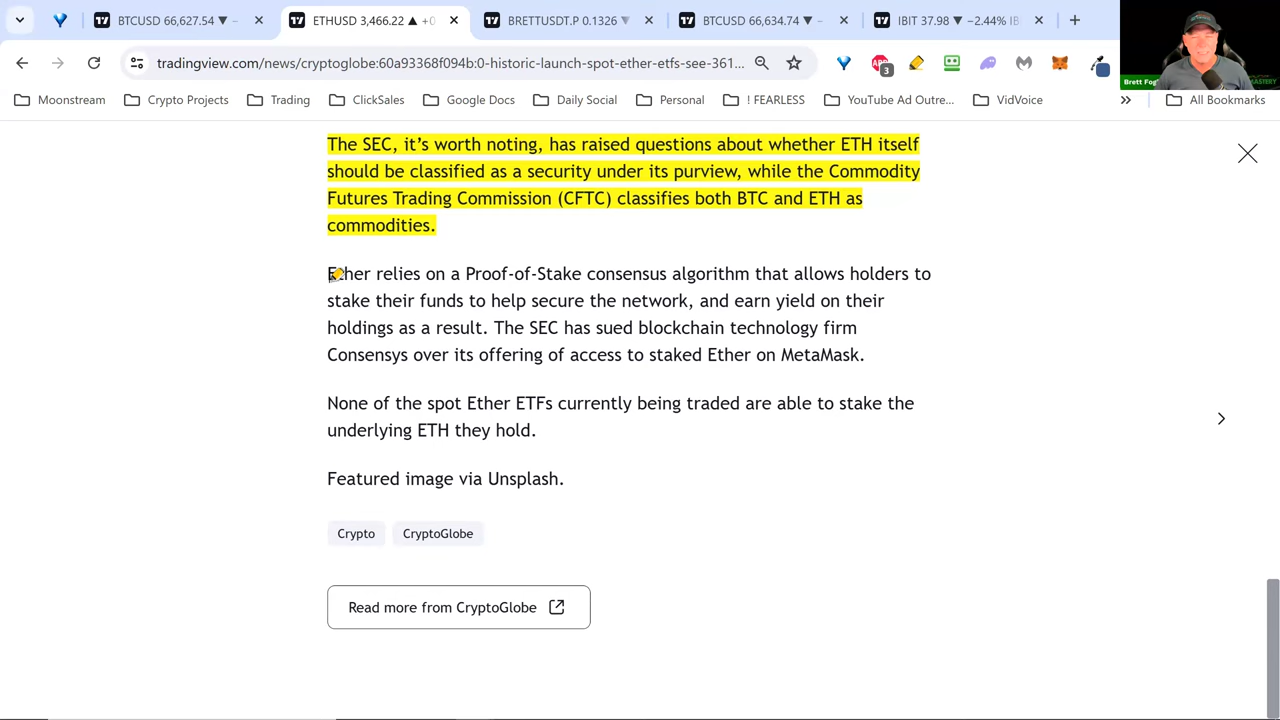 BTCUSD 66,627.54 ▼ −
ETHUSD 3,466.22 ▲ +0
BRETTUSDT.P 0.1326 ▼
BTCUSD 66,634.74 ▼ −
IBIT 37.98 ▼ −2.44% IB
tradingview.com/news/cryptoglobe:60a93368f094b:0-historic-launch-spot-ether-etfs-see-361...
3
Moonstream
Crypto Projects
Trading
ClickSales
Google Docs
Daily Social
Personal
! FEARLESS
YouTube Ad Outre...
VidVoice
All Bookmarks
Brett Fog
The SEC, it’s worth noting, has raised questions about whether ETH itself
should be classified as a security under its purview, while the Commodity
Futures Trading Commission (CFTC) classifies both BTC and ETH as
commodities.
Ether relies on a Proof-of-Stake consensus algorithm that allows holders to
stake their funds to help secure the network, and earn yield on their
holdings as a result. The SEC has sued blockchain technology firm
Consensys over its offering of access to staked Ether on MetaMask.
None of the spot Ether ETFs currently being traded are able to stake the
underlying ETH they hold.
Featured image via Unsplash.
Crypto
CryptoGlobe
Read more from CryptoGlobe